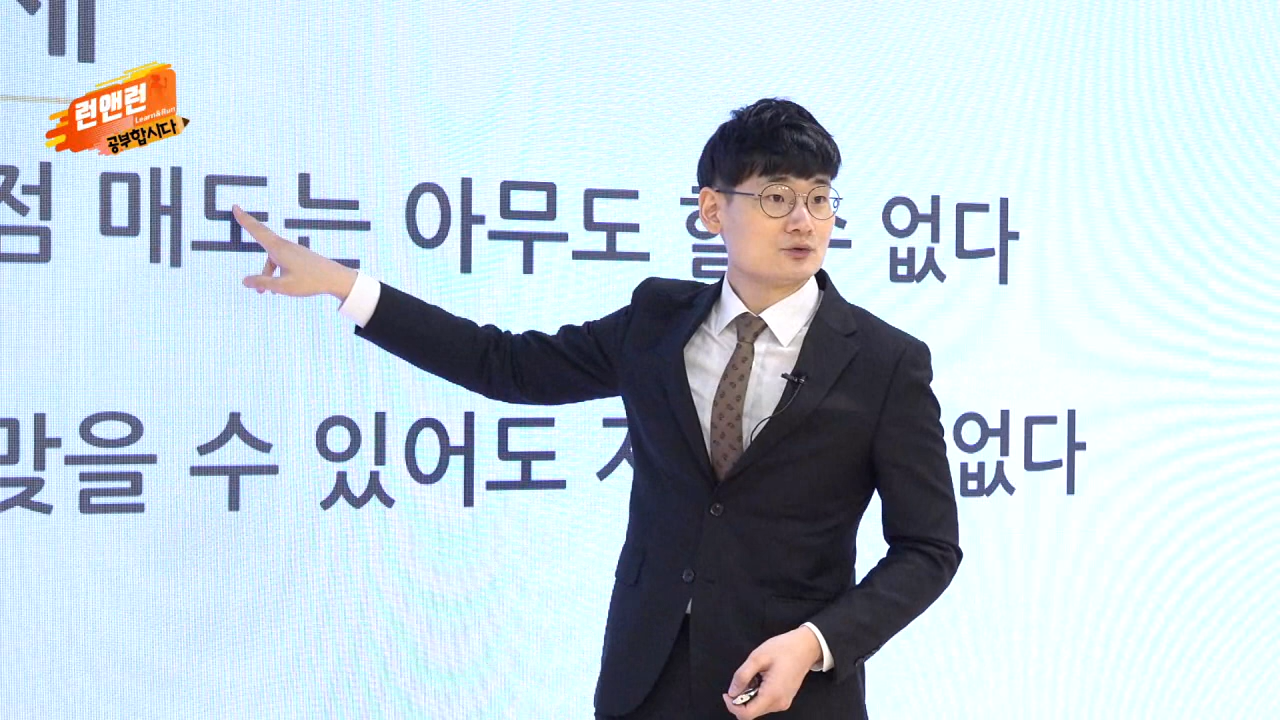 런앤런
Learn&Run
공부합시다
점 매도는 아무도 할 수 없다
맞을 수 있어도 없다